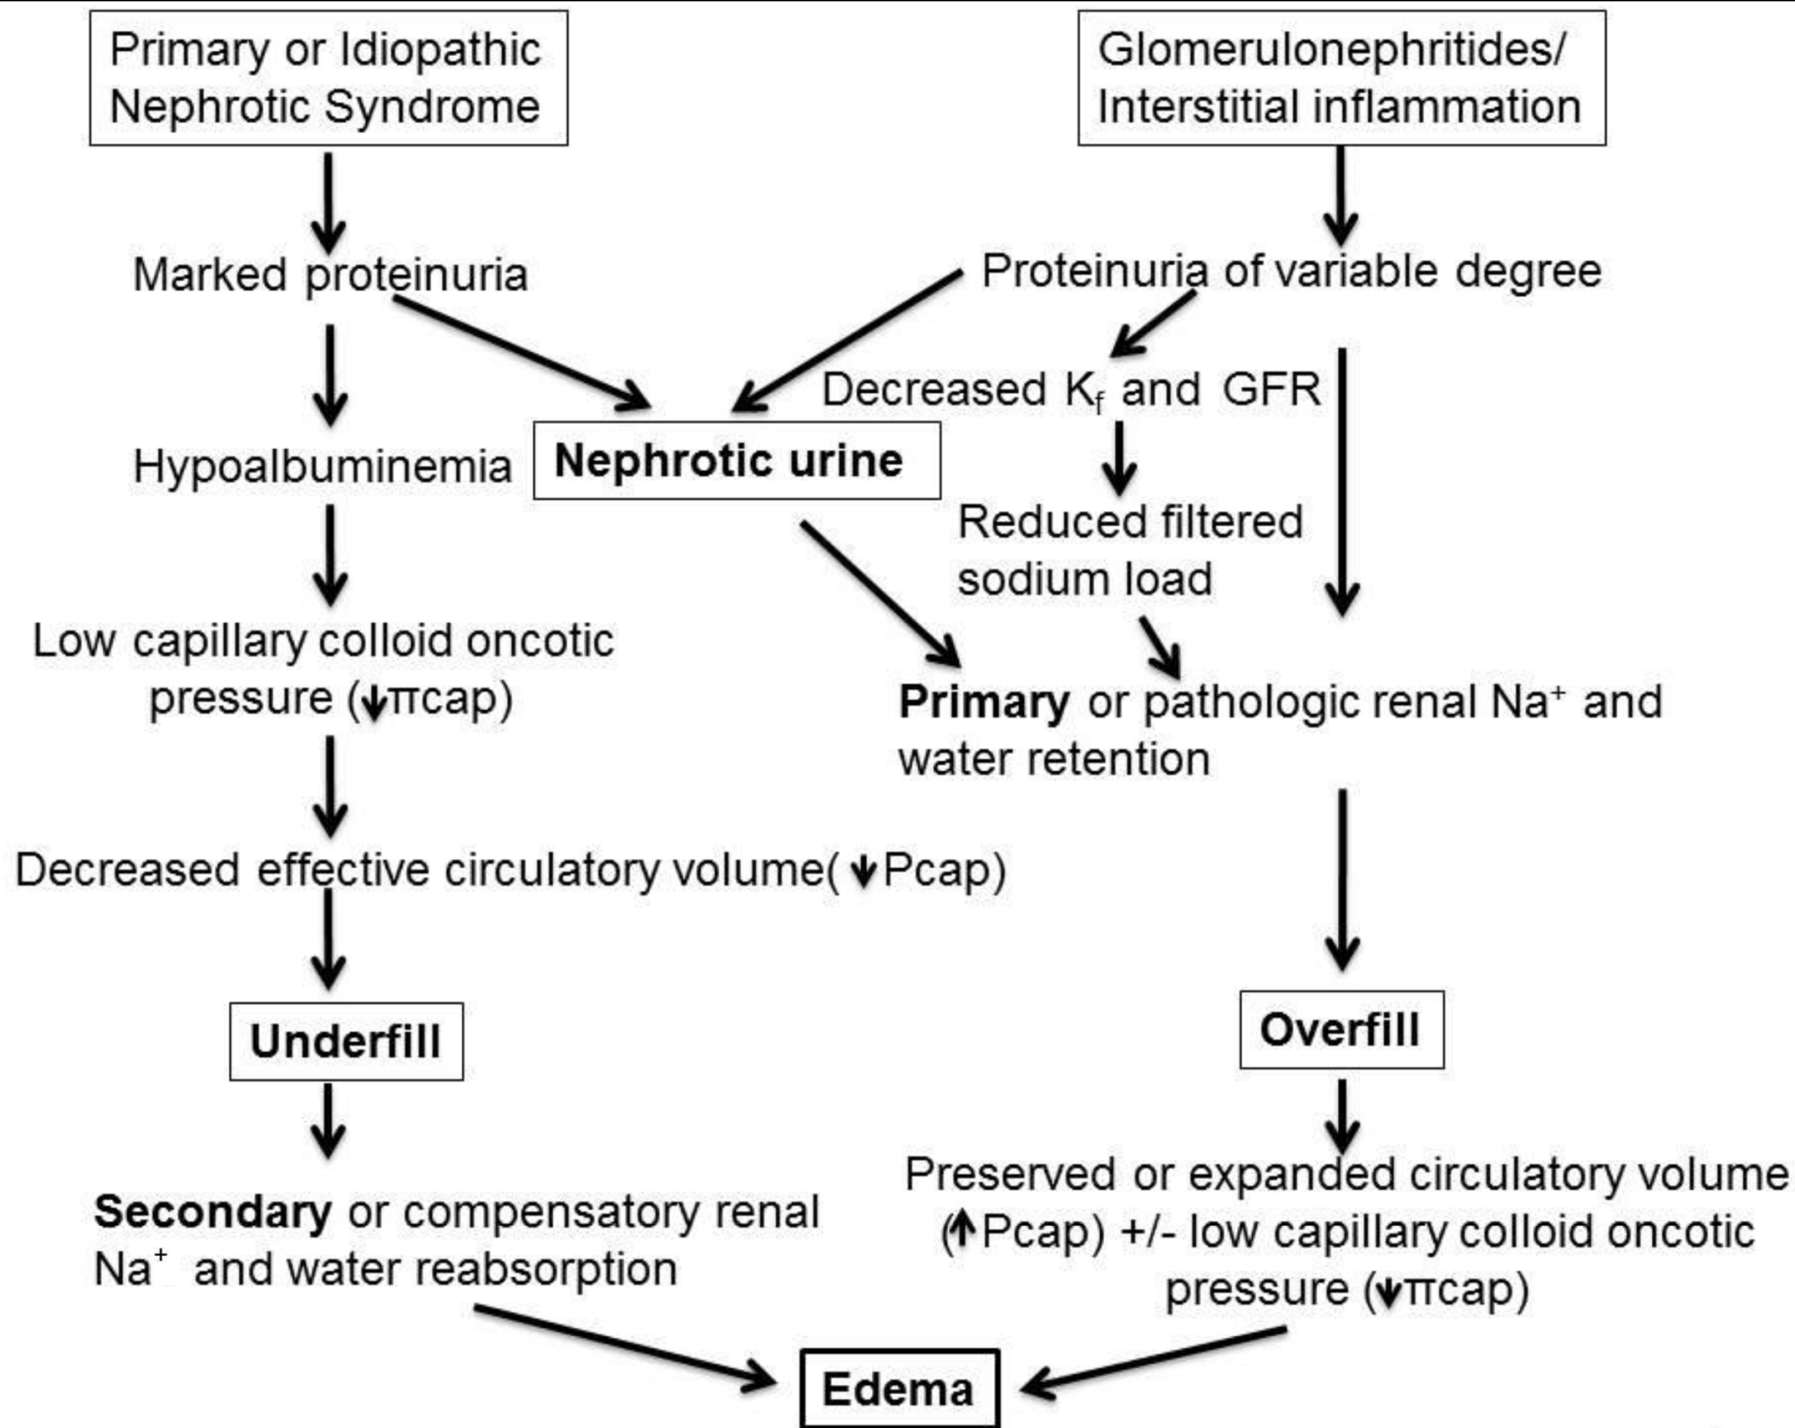 Primary or Idiopathic
Nephrotic Syndrome
Glomerulonephritides/
Interstitial inflammation
Marked proteinuria
Proteinuria of variable degree
Decreased Kf and GFR
Hypoalbuminemia
Nephrotic urine
Reduced filtered
sodium load
Low capillary colloid oncotic
pressure (↓πcap)
Primary or pathologic renal Na⁺ and
water retention
Decreased effective circulatory volume( ↓Pcap)
Underfill
Overfill
Secondary or compensatory renal
Na⁺ and water reabsorption
Preserved or expanded circulatory volume
(↑Pcap) +/- low capillary colloid oncotic
pressure (↓πcap)
Edema